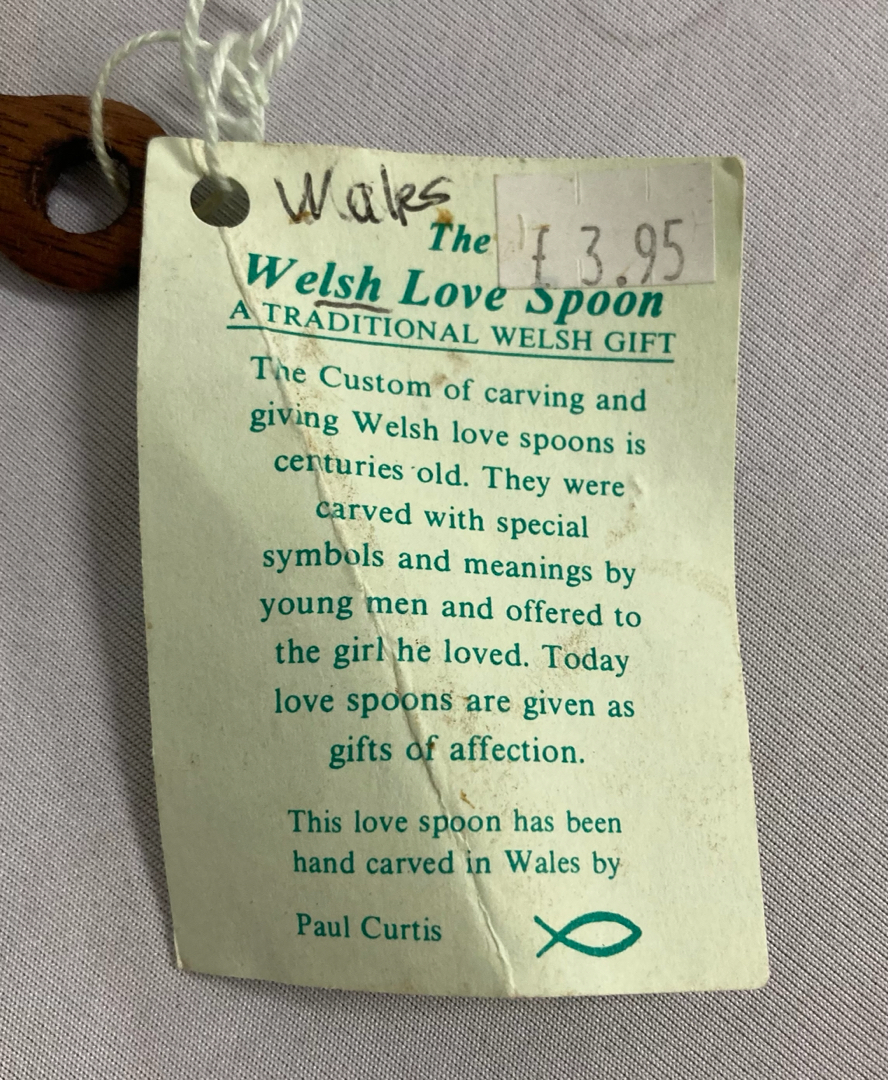 Wales
The £ 3.95
Welsh Love Spoon
A TRADITIONAL WELSH GIFT
The Custom of carving and
giving Welsh love spoons is
centuries old. They were
carved with special
symbols and meanings by
young men and offered to
the girl he loved. Today
love spoons are given as
gifts of affection.
This love spoon has been
hand carved in Wales by
Paul Curtis